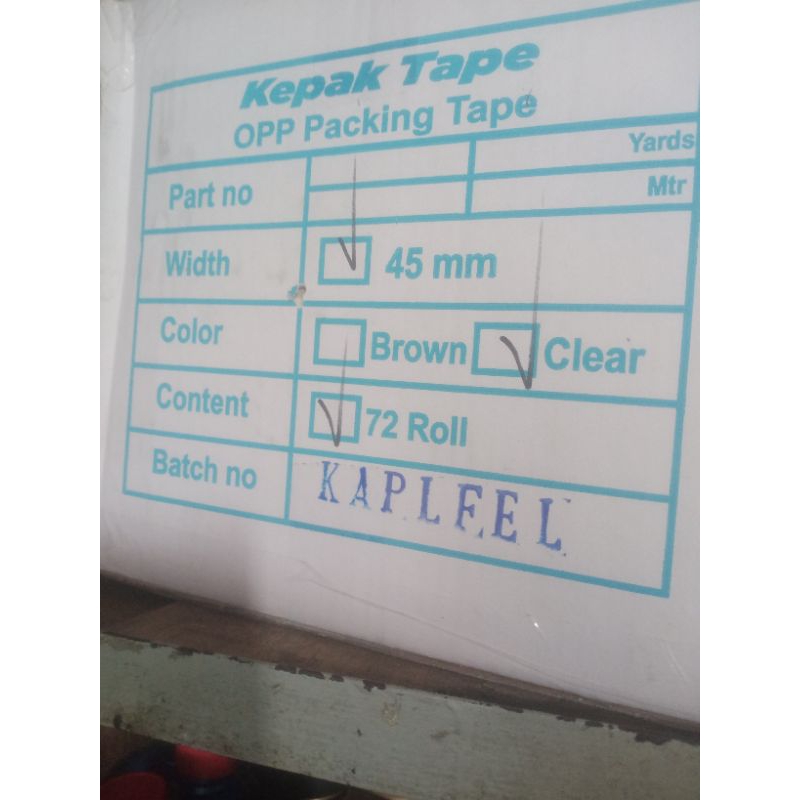 Kepak Tape
OPP Packing Tape
Part no
Yards
Mtr
Width 45 mm
Color Brown Clear
Content 72 Roll
Batch no KAPLFEL